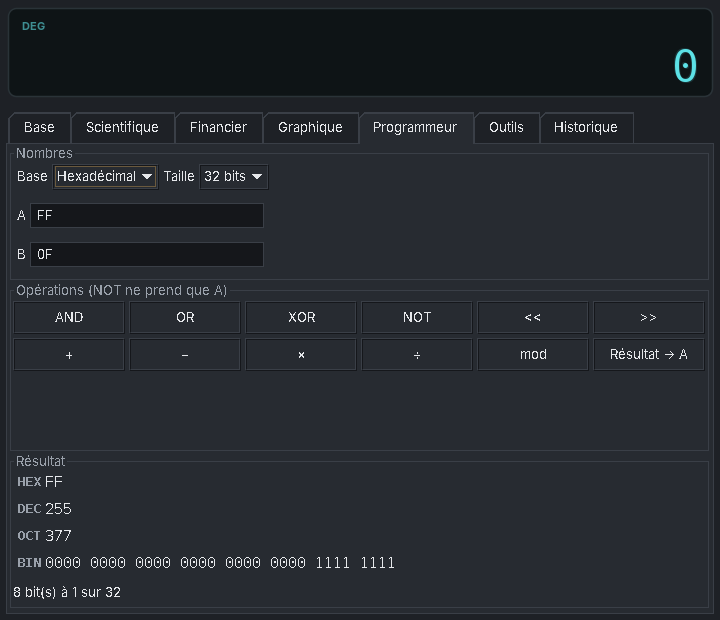 DEG
0
Base Scientifique Financier Graphique Programmeur Outils Historique
Nombres
Base Hexadécimal Taille 32 bits
A FF
B 0F
Opérations (NOT ne prend que A)
AND OR XOR NOT << >>
+ − × ÷ mod Résultat → A
Résultat
HEX FF
DEC 255
OCT 377
BIN 0000 0000 0000 0000 0000 0000 1111 1111
8 bit(s) à 1 sur 32